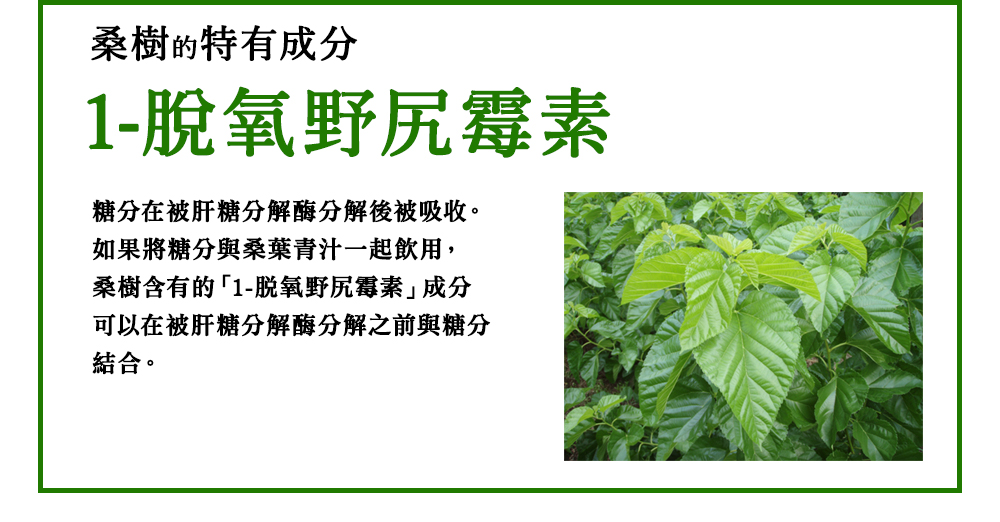 桑樹的特有成分
1-脫氧野尻霉素
糖分在被肝糖分解酶分解後被吸收。
如果將糖分與桑葉青汁一起飲用，
桑樹含有的「1-脫氧野尻霉素」成分
可以在被肝糖分解酶分解之前與糖分
結合。